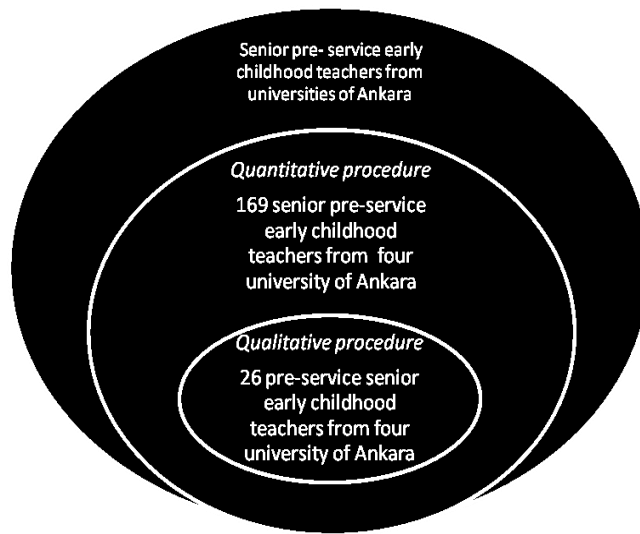 Senior pre- service early
childhood teachers from
universities of Ankara
Quantitative procedure
169 senior pre-service
early childhood
teachers from four
university of Ankara
Qualitative procedure
26 pre-service senior
early childhood
teachers from four
university of Ankara